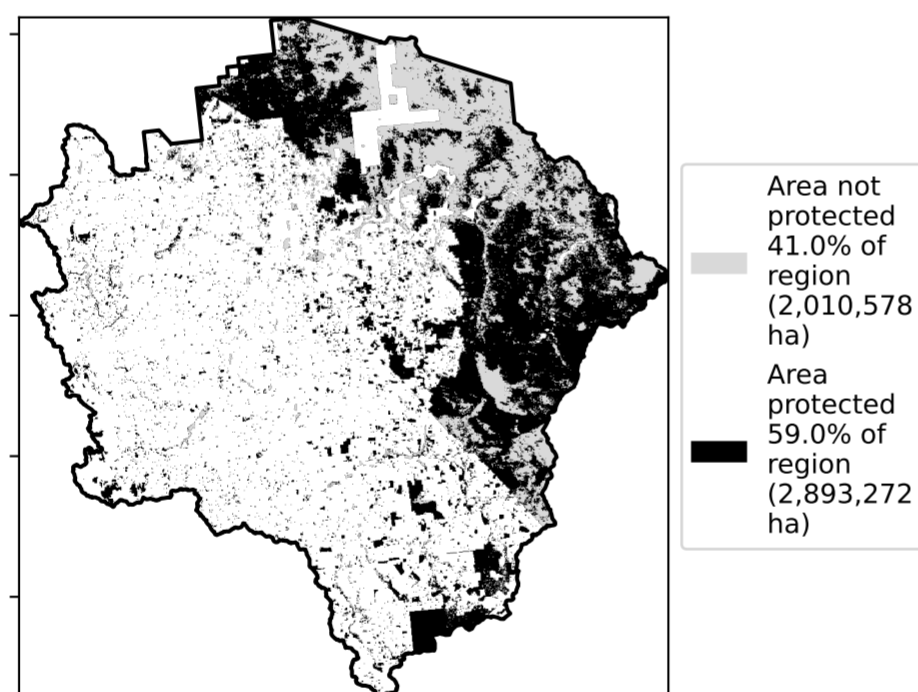 Area not
protected
41.0% of
region
(2,010,578
ha)
Area
protected
59.0% of
region
(2,893,272
ha)